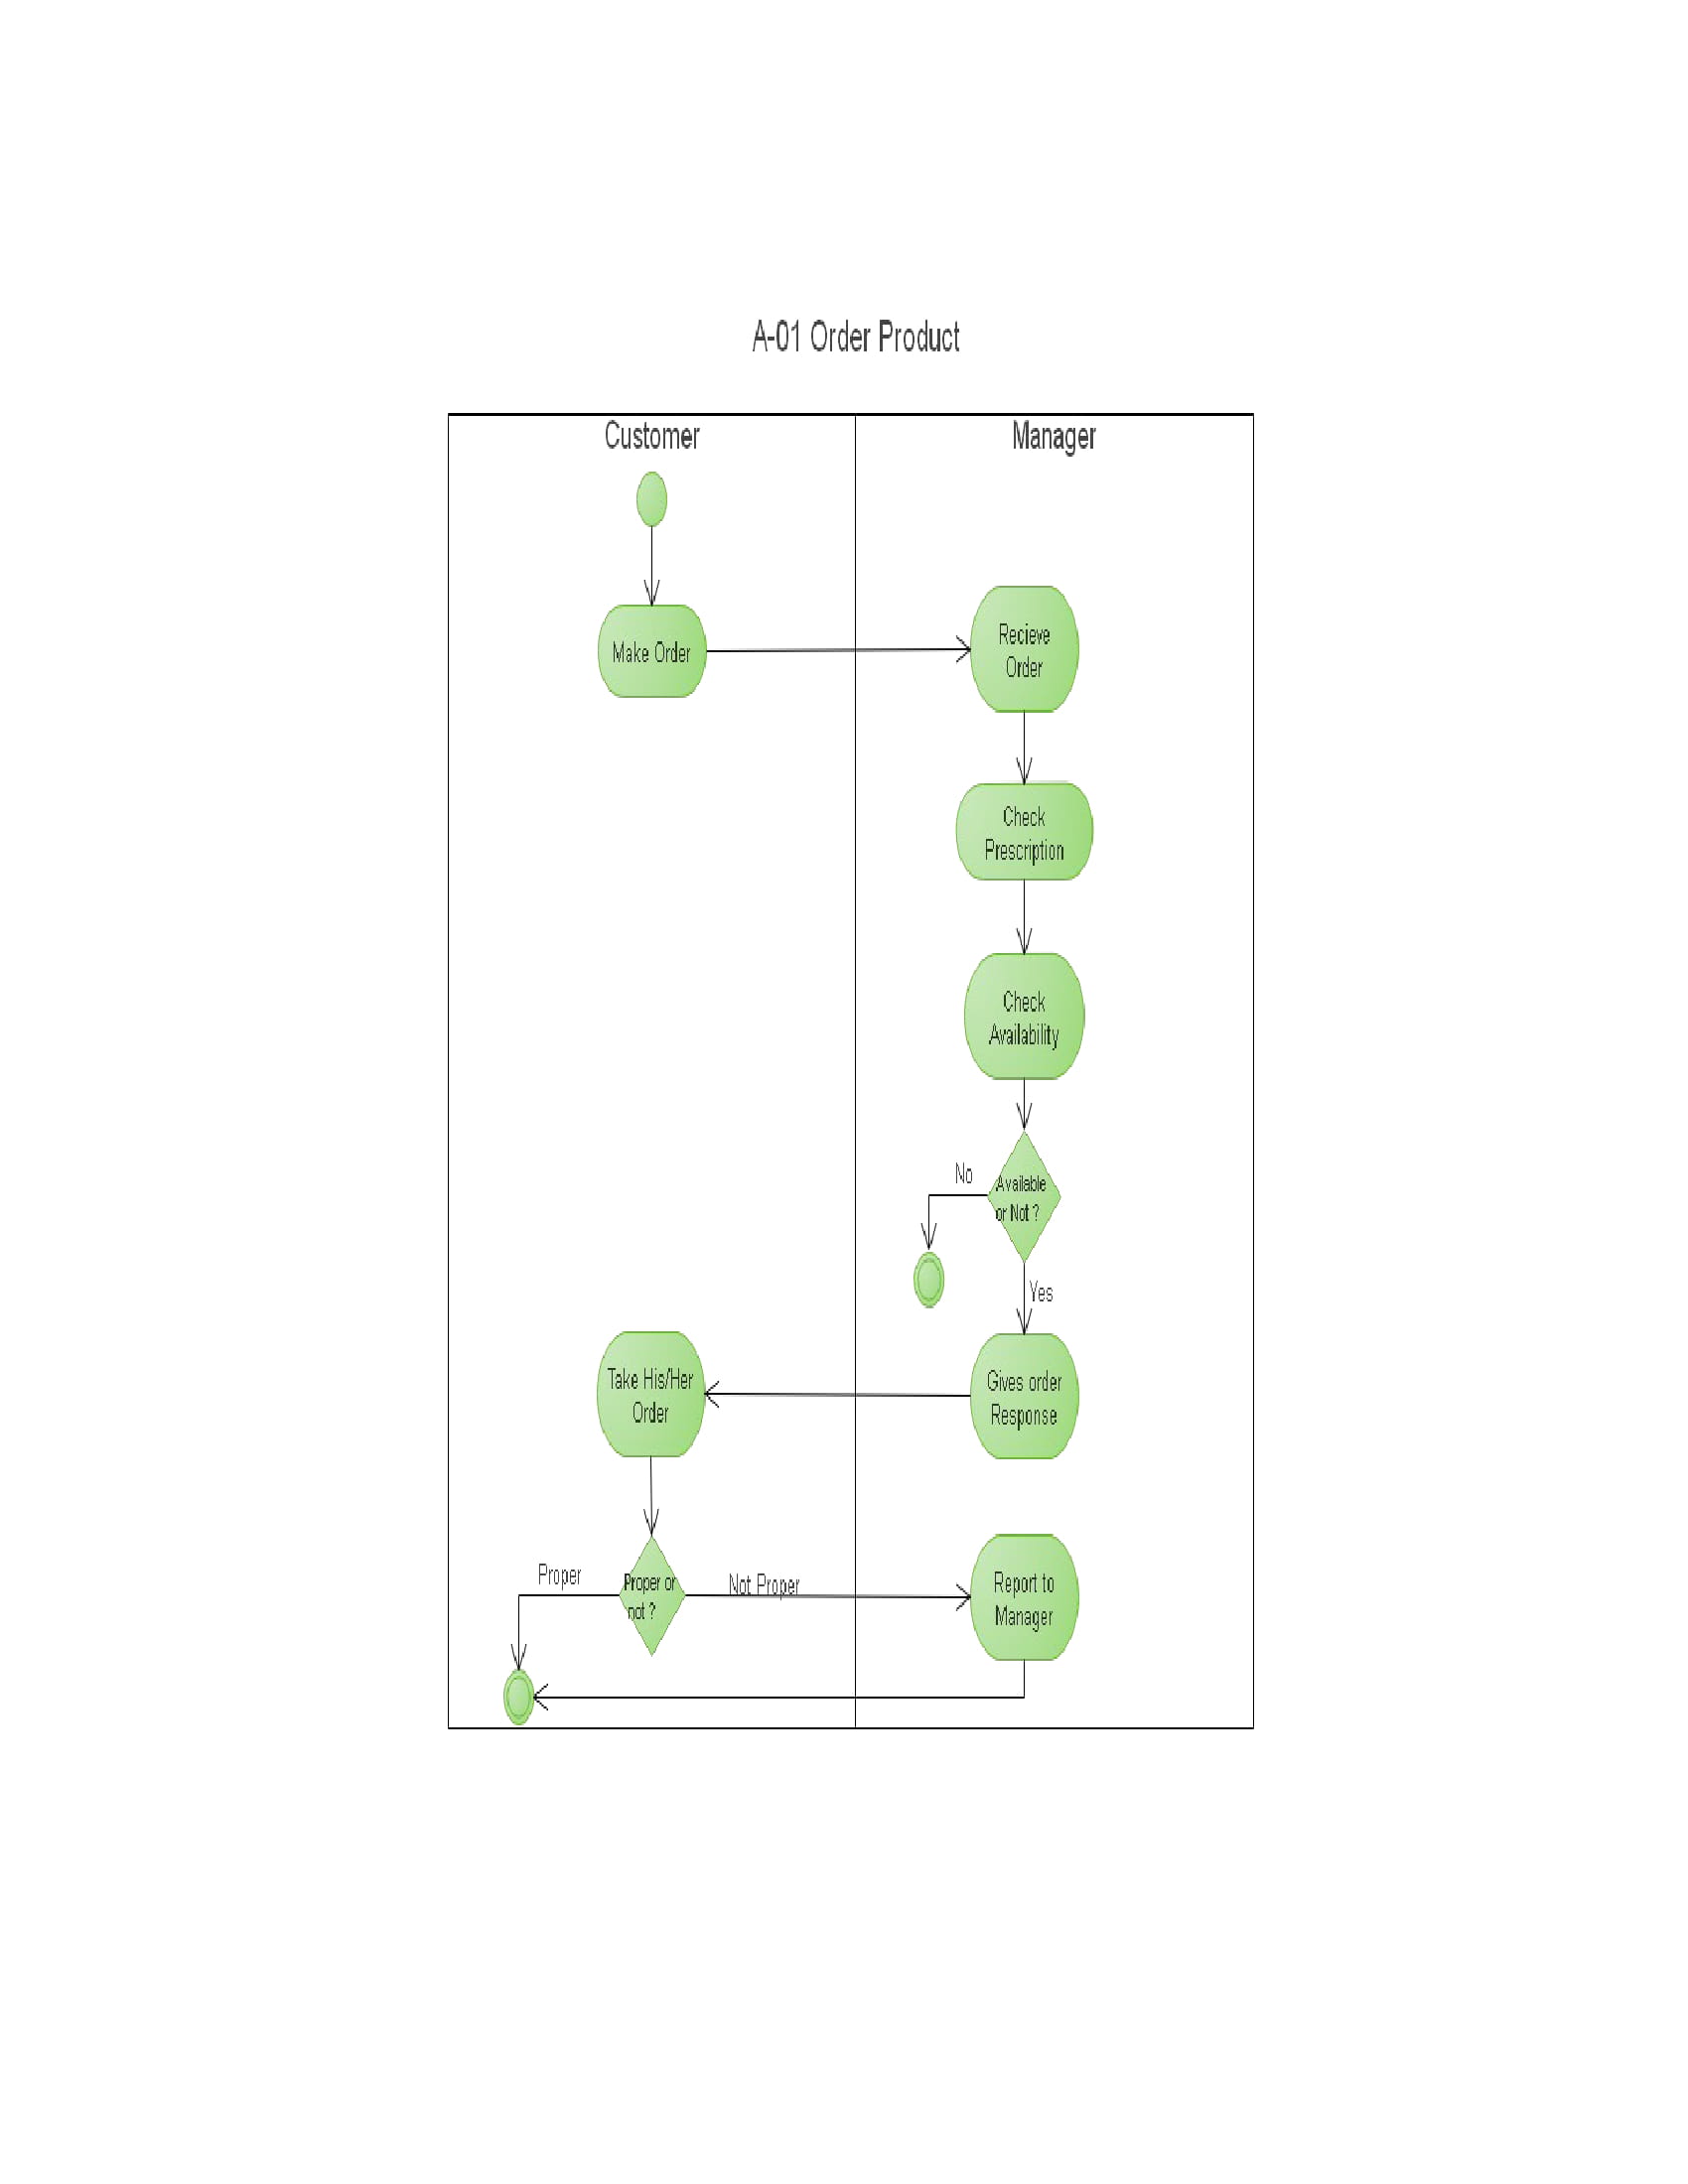 A-01 Order Product
Customer
Manager
Make Order
Recieve
Order
Check
Prescription
Check
Availability
No
Available
or Not ?
Yes
Take His/Her
Order
Gives order
Response
Proper
Proper or
not ?
Not Proper
Report to
Manager